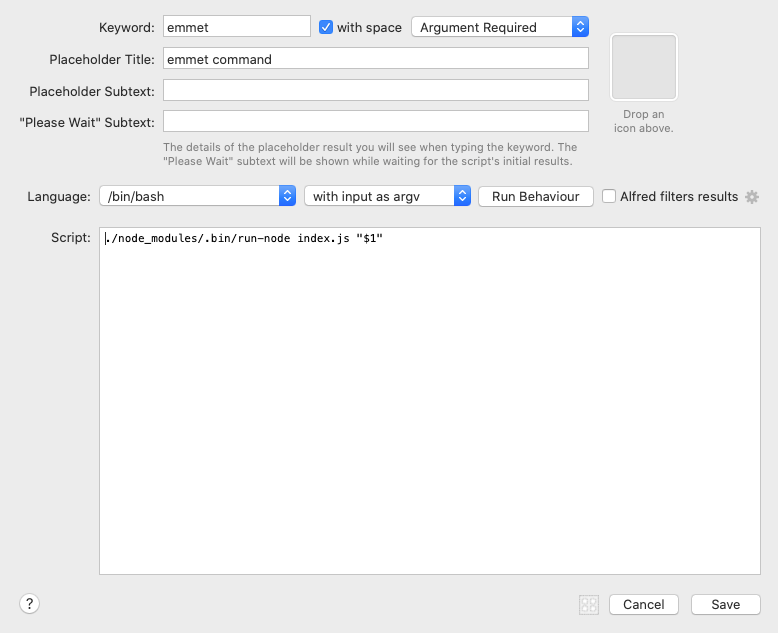 Keyword: emmet with space Argument Required
Placeholder Title: emmet command
Placeholder Subtext:
"Please Wait" Subtext:
Drop an
icon above.
The details of the placeholder result you will see when typing the keyword. The
"Please Wait" subtext will be shown while waiting for the script's initial results.
Language: /bin/bash with input as argv Run Behaviour Alfred filters results
Script: ./node_modules/.bin/run-node index.js "$1"
? Cancel Save